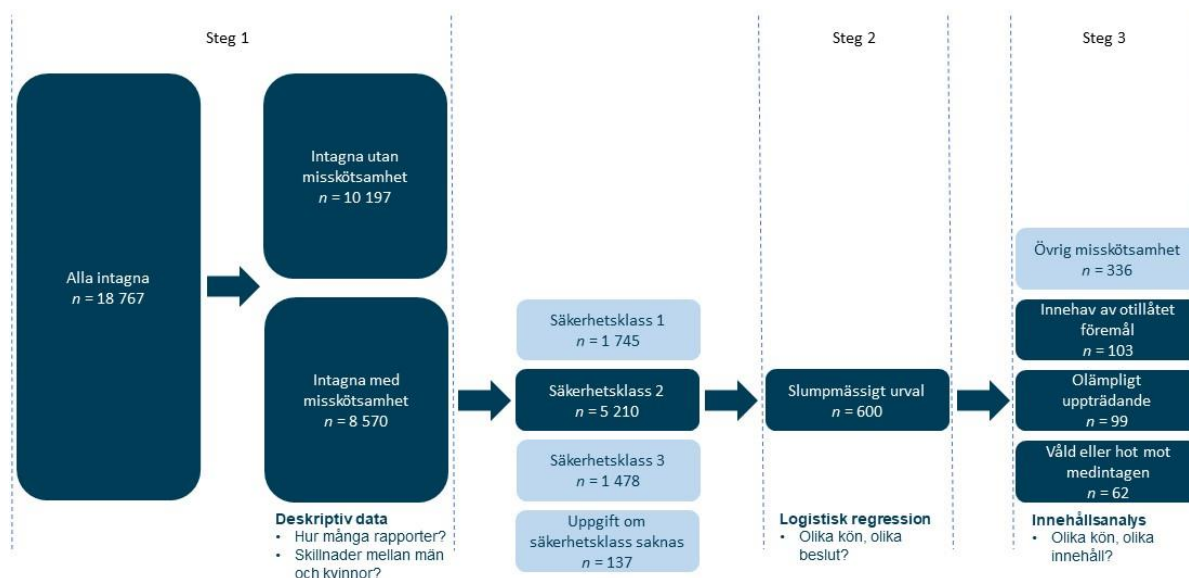 Steg 1
Steg 2
Steg 3
Alla intagna
n = 18 767
Intagna utan
misskötsamhet
n = 10 197
Intagna med
misskötsamhet
n = 8 570
Deskriptiv data
• Hur många rapporter?
• Skillnader mellan män
och kvinnor?
Säkerhetsklass 1
n = 1 745
Säkerhetsklass 2
n = 5 210
Säkerhetsklass 3
n = 1 478
Uppgift om
säkerhetsklass saknas
n = 137
Slumpmässigt urval
n = 600
Logistisk regression
• Olika kön, olika
beslut?
Övrig misskötsamhet
n = 336
Innehav av otillåtet
föremål
n = 103
Olämpligt
uppträdande
n = 99
Våld eller hot mot
medintagen
n = 62
Innehållsanalys
• Olika kön, olika
innehåll?